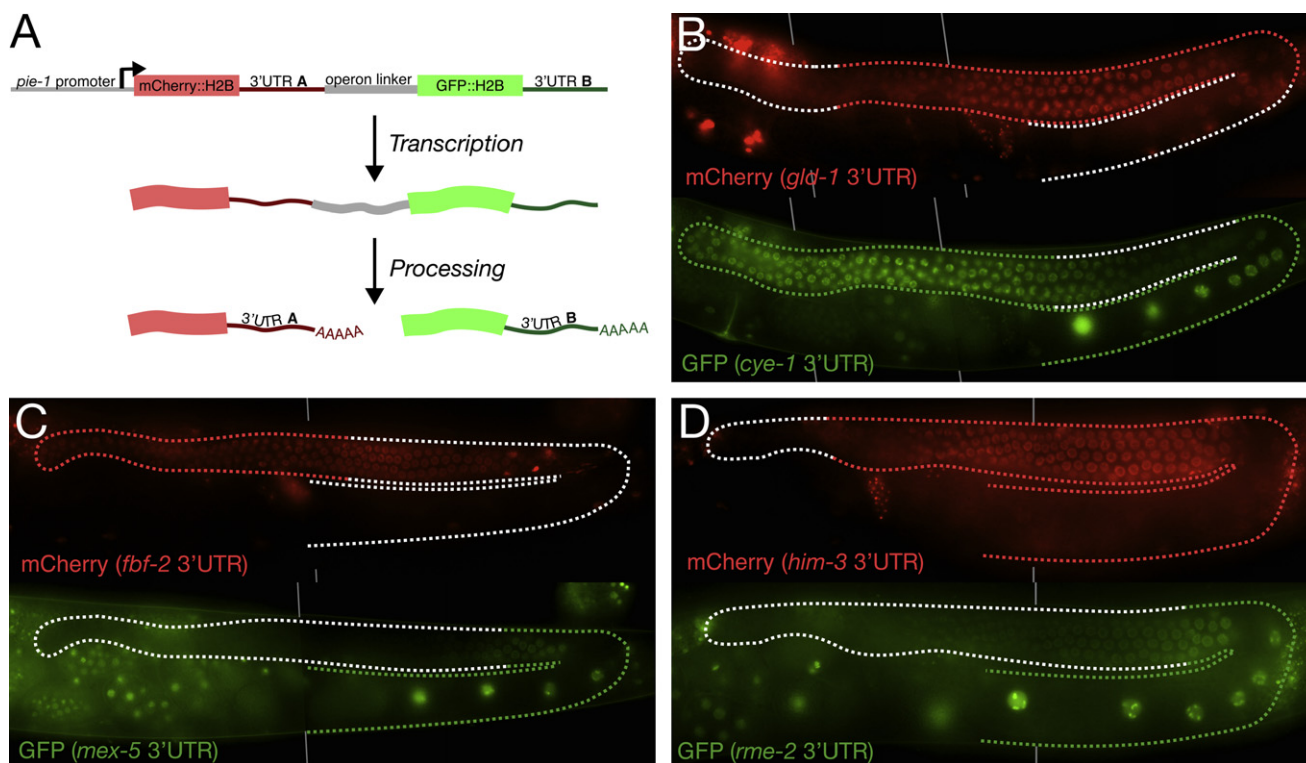 A
pie-1 promoter
mCherry::H2B
3'UTR A
operon linker
GFP::H2B
3'UTR B
Transcription
Processing
3'UTR A
AAAAA
3'UTR B
AAAAA
B
mCherry (gld-1 3'UTR)
GFP (cye-1 3'UTR)
C
mCherry (fbf-2 3'UTR)
GFP (mex-5 3'UTR)
D
mCherry (him-3 3'UTR)
GFP (rme-2 3'UTR)